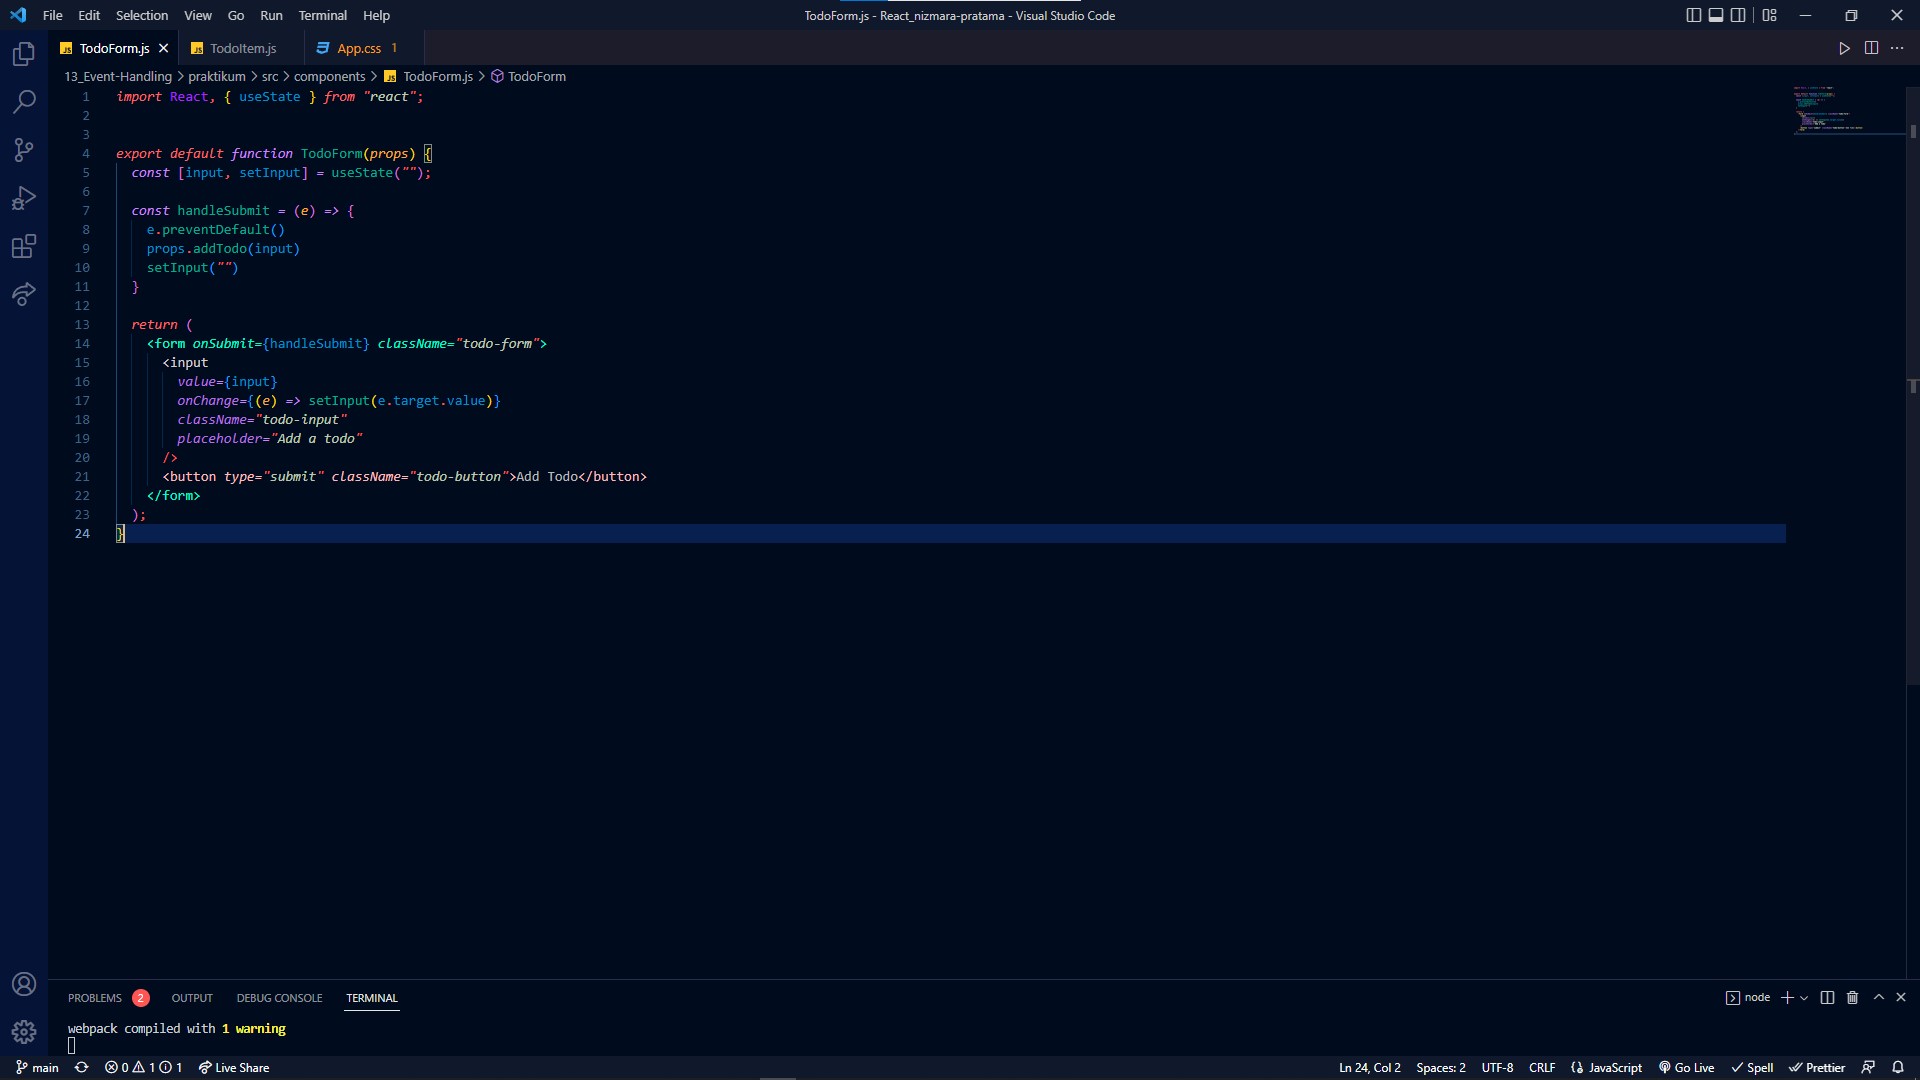 File Edit Selection View Go Run Terminal Help
TodoForm.js - React_nizmara-pratama - Visual Studio Code
TodoForm.js
TodoItem.js
App.css 1
13_Event-Handling > praktikum > src > components > JS TodoForm.js > TodoForm
1 import React, { useState } from "react";
2
3
4 export default function TodoForm(props) {
5 const [input, setInput] = useState("");
6
7 const handleSubmit = (e) => {
8 e.preventDefault()
9 props.addTodo(input)
10 setInput("")
11 }
12
13 return (
14 <form onSubmit={handleSubmit} className="todo-form">
15 <input
16 value={input}
17 onChange={(e) => setInput(e.target.value)}
18 className="todo-input"
19 placeholder="Add a todo"
20 />
21 <button type="submit" className="todo-button">Add Todo</button>
22 </form>
23 );
24 }
PROBLEMS 2 OUTPUT DEBUG CONSOLE TERMINAL
node
webpack compiled with 1 warning
main 0 1 1 Live Share
Ln 24, Col 2 Spaces: 2 UTF-8 CRLF JavaScript Go Live Spell Prettier